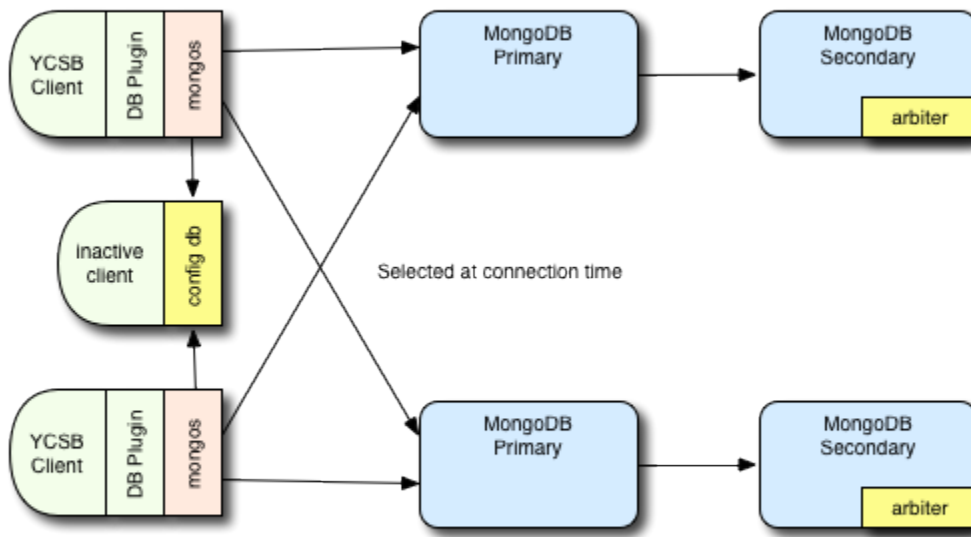 YCSB
Client
DB Plugin
mongos
MongoDB
Primary
MongoDB
Secondary
arbiter
inactive
client
config db
Selected at connection time
YCSB
Client
DB Plugin
mongos
MongoDB
Primary
MongoDB
Secondary
arbiter